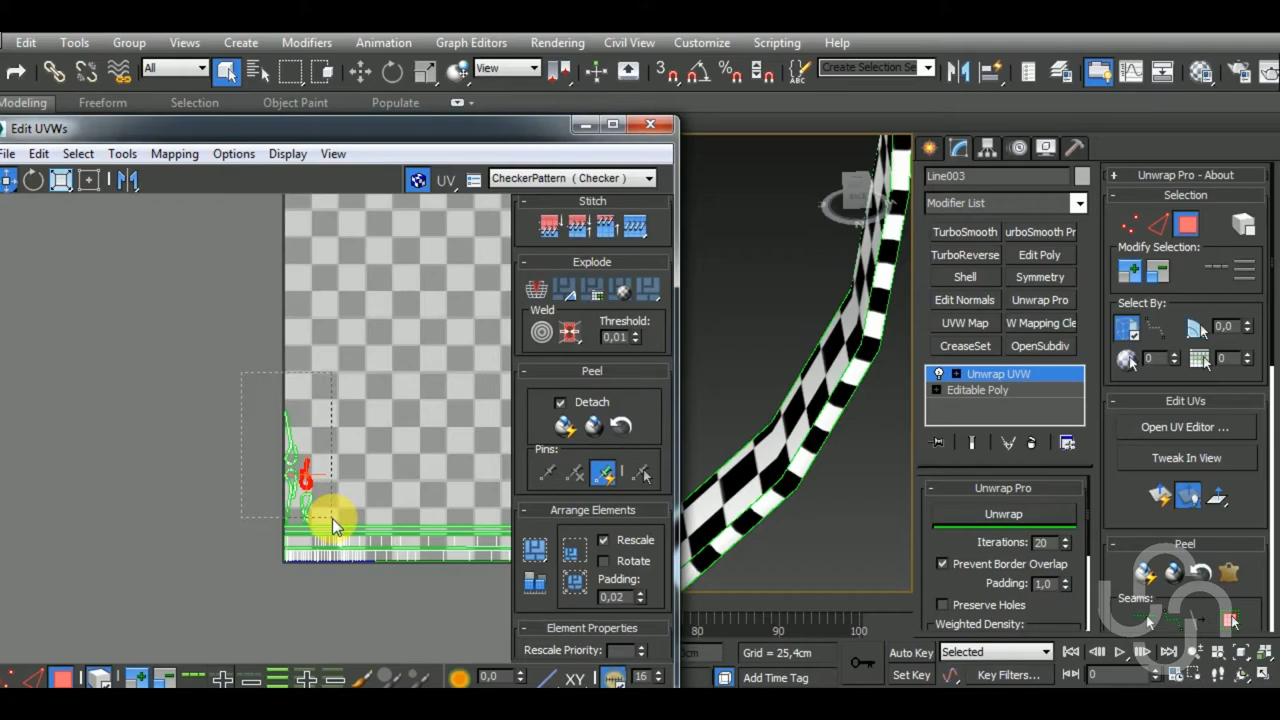 Edit Tools Group Views Create Modifiers Animation Graph Editors Rendering Civil View Customize Scripting Help
All View 3 ABC Create Selection Se
Modeling Freeform Selection Object Paint Populate
Edit UVWs
File Edit Select Tools Mapping Options Display View
UV CheckerPattern ( Checker )
Stitch
Explode
Weld
Threshold:
0,01
Peel
Detach
Pins:
Arrange Elements
Rescale
Rotate
Padding:
0,02
Element Properties
Rescale Priority:
0,0 XY 16
BACK
Line003
Modifier List
TurboSmooth urboSmooth Pr
TurboReverse Edit Poly
Shell Symmetry
Edit Normals Unwrap Pro
UVW Map W Mapping Cle
CreaseSet OpenSubdiv
Unwrap UVW
Editable Poly
Unwrap Pro
Unwrap
Iterations: 20
Prevent Border Overlap
Padding: 1,0
Preserve Holes
Weighted Density:
Unwrap Pro - About
Selection
Modify Selection:
Select By:
0,0
0 0
Edit UVs
Open UV Editor ...
Tweak In View
Peel
Seams:
80 90 100
0cm Grid = 25,4cm
Add Time Tag
Auto Key Selected
Set Key Key Filters... 0